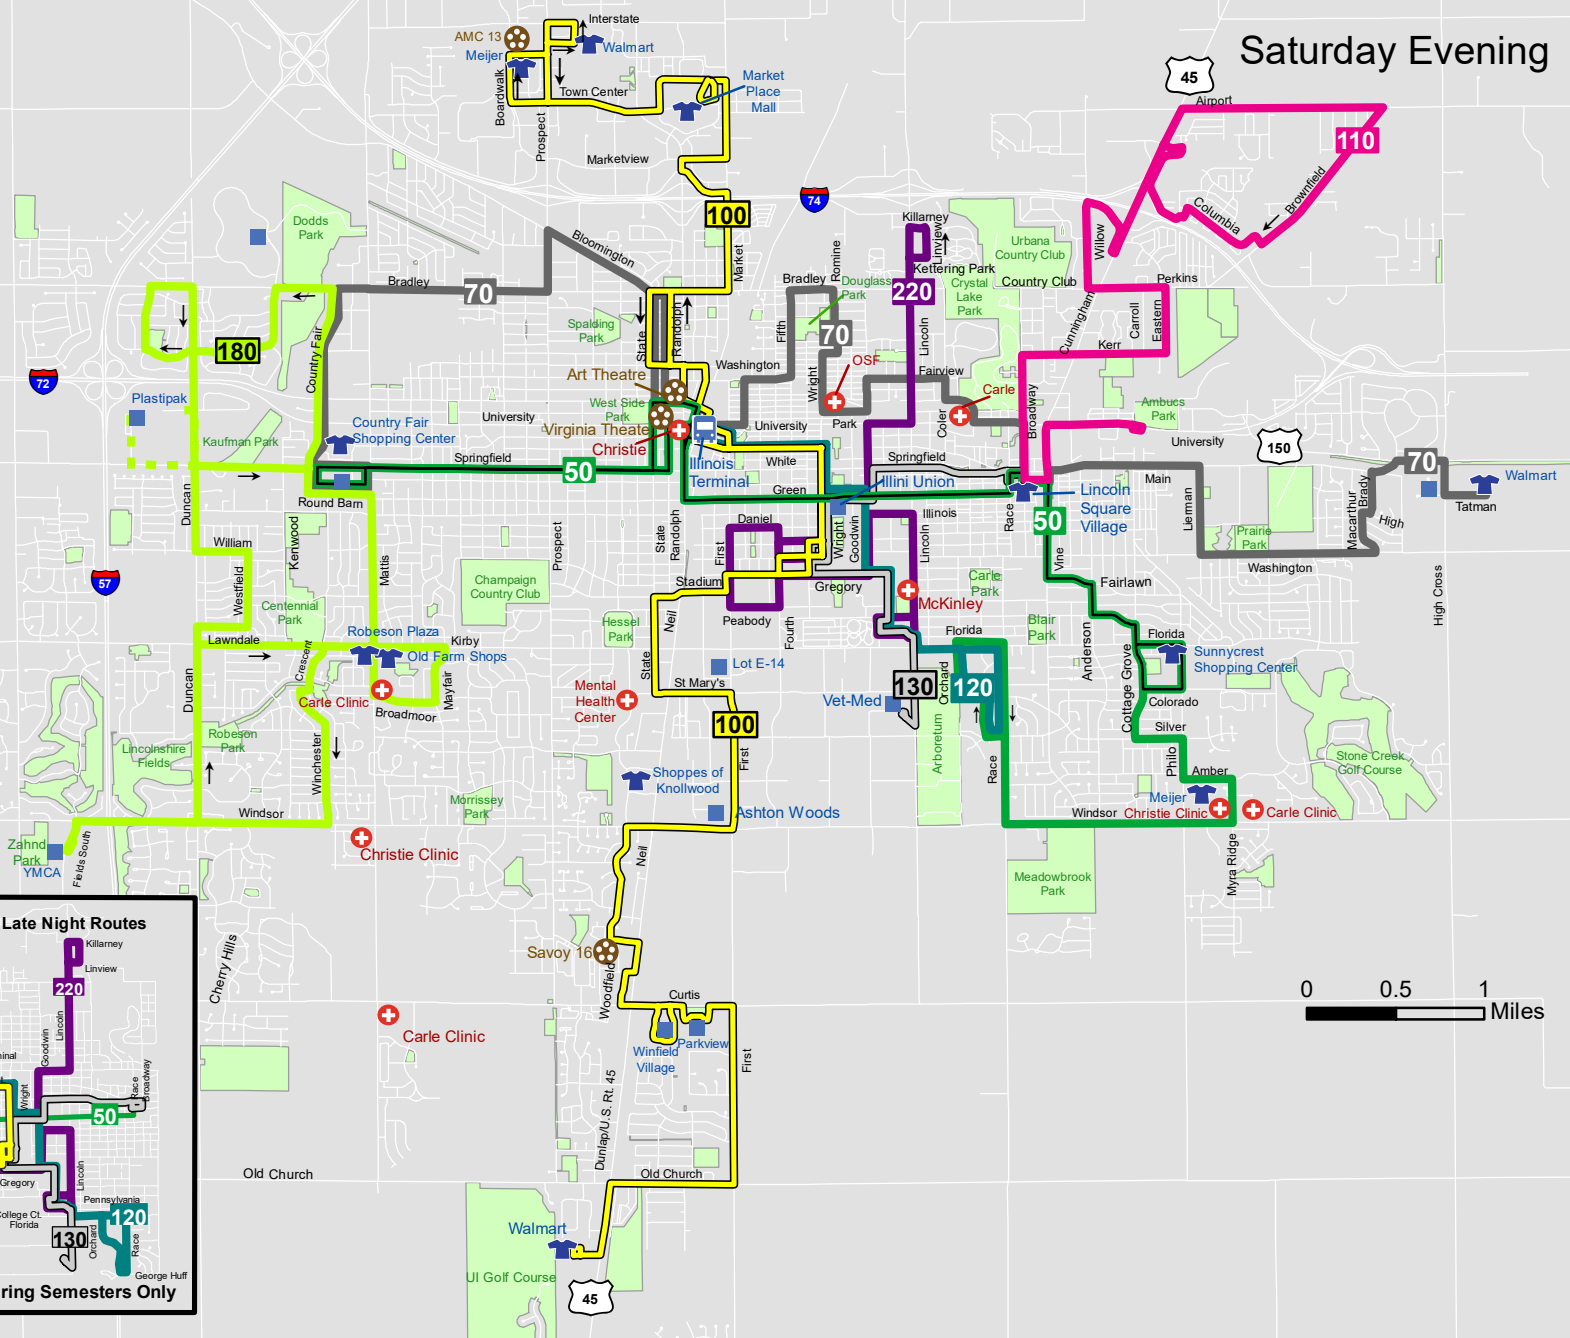 Saturday Evening
Interstate
AMC 13
Meijer
Walmart
Boardwalk
Town Center
Prospect
Market
Place
Mall
Marketview
45
Airport
110
Brownfield
Columbia
74
100
Market
Dodds
Park
Bloomington
Bradley
70
Killarney
Linview
Kettering Park
220
Urbana
Country Club
Country Club
Crystal
Lake
Park
Willow
Perkins
Cunningham
Carroll
Eastern
Kerr
Romine
Bradley
Douglass
Park
70
Fifth
Lincoln
OSF
Fairview
Wright
Park
Coler
Carle
Broadway
Ambucs
Park
University
150
Spalding
Park
State
Randolph
Washington
Art Theatre
West Side
Park
Virginia Theatre
Christie
University
180
Country Fair
72
Plastipak
Kaufman Park
Country Fair
Shopping Center
University
Springfield
50
Round Barn
Illinois
Terminal
White
Green
Springfield
Illini Union
Race
Lincoln
Square
Village
Main
Lierman
70
Walmart
Tatman
Brady
Macarthur
High
Prairie
Park
Washington
High Cross
Duncan
William
Kenwood
Mattis
Westfield
57
Prospect
State
Randolph
First
Daniel
Wright
Goodwin
Illinois
Lincoln
50
Vine
Fairlawn
Champaign
Country Club
Stadium
Gregory
Peabody
Neil
Fourth
McKinley
Carle
Park
Blair
Park
Anderson
Centennial
Park
Hessel
Park
Lawndale
Crescent
Robeson Plaza
Kirby
Old Farm Shops
Carle Clinic
Mayfair
Broadmoor
Duncan
Robeson
Park
Lincolnshire
Fields
Winchester
State
Lot E-14
St Mary's
Mental
Health
Center
100
First
Vet-Med
130
Florida
Orchard
120
Arboretum
Race
Florida
Sunnycrest
Shopping Center
Cottage Grove
Colorado
Silver
Philo
Amber
Meijer
Windsor
Christie Clinic
Carle Clinic
Stone Creek
Golf Course
Myra Ridge
Meadowbrook
Park
Windsor
Zahnd
Park
YMCA
Fields South
Morrissey
Park
Shoppes of
Knollwood
Ashton Woods
Christie Clinic
Neil
Savoy 16
Woodfield
Curtis
Winfield
Village
Parkview
First
Cherry Hills
Carle Clinic
Dunlap/U.S. Rt. 45
Old Church
Old Church
Walmart
UI Golf Course
45
0
0.5
1
Miles
Late Night Routes
Killarney
Linview
220
Lincoln
Goodwin
minal
Wright
Race
Broadway
50
Gregory
Lincoln
Pennsylvania
College Ct.
Florida
120
130
Orchard
Race
George Huff
ring Semesters Only